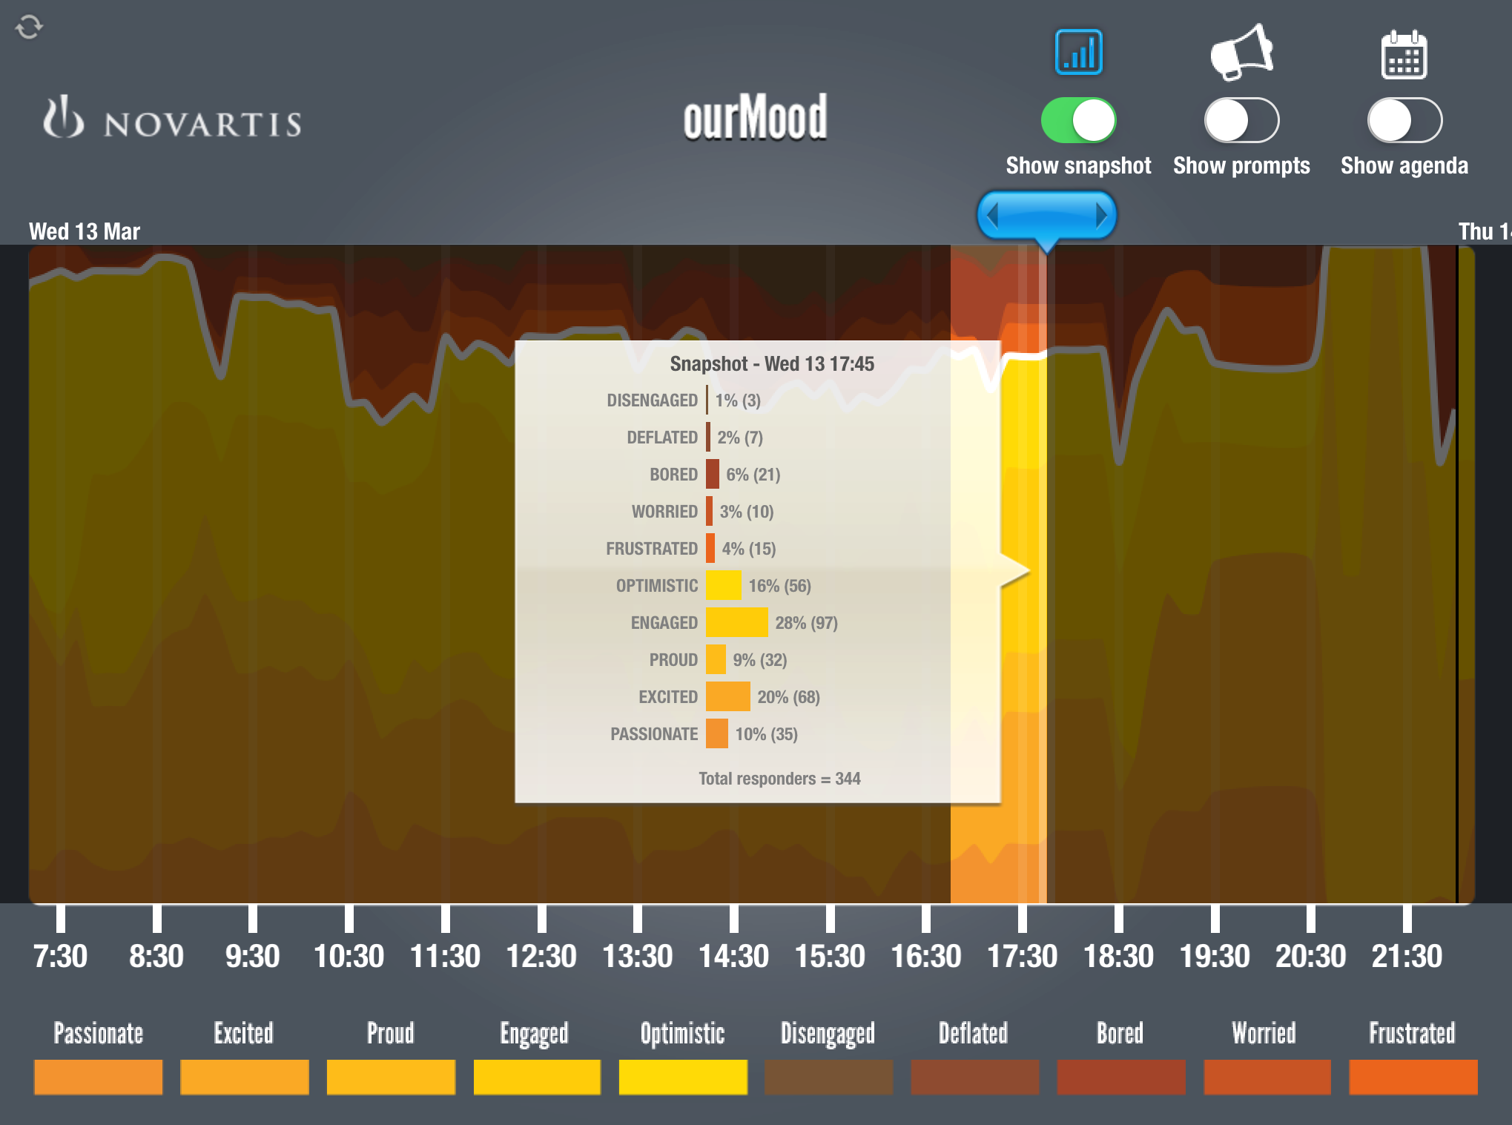 NOVARTIS
ourMood
Show snapshot
Show prompts
Show agenda
Wed 13 Mar
Thu 1
Snapshot - Wed 13 17:45
DISENGAGED 1% (3)
DEFLATED 2% (7)
BORED 6% (21)
WORRIED 3% (10)
FRUSTRATED 4% (15)
OPTIMISTIC 16% (56)
ENGAGED 28% (97)
PROUD 9% (32)
EXCITED 20% (68)
PASSIONATE 10% (35)
Total responders = 344
7:30 8:30 9:30 10:30 11:30 12:30 13:30 14:30 15:30 16:30 17:30 18:30 19:30 20:30 21:30
Passionate Excited Proud Engaged Optimistic Disengaged Deflated Bored Worried Frustrated